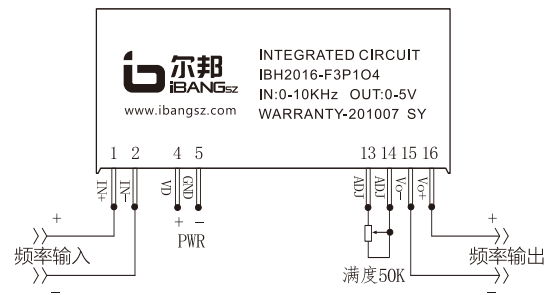 尔邦
iBANGsz
www.ibangsz.com
INTEGRATED CIRCUIT
IBH2016-F3P1O4
IN:0-10KHz OUT:0-5V
WARRANTY-201007 SY
1 2 4 5 13 14 15 16
IN+ IN- VD GND ADJ ADJ Vo- Vo+
+ + - +
频率输入 PWR 频率输出
- 满度50K -